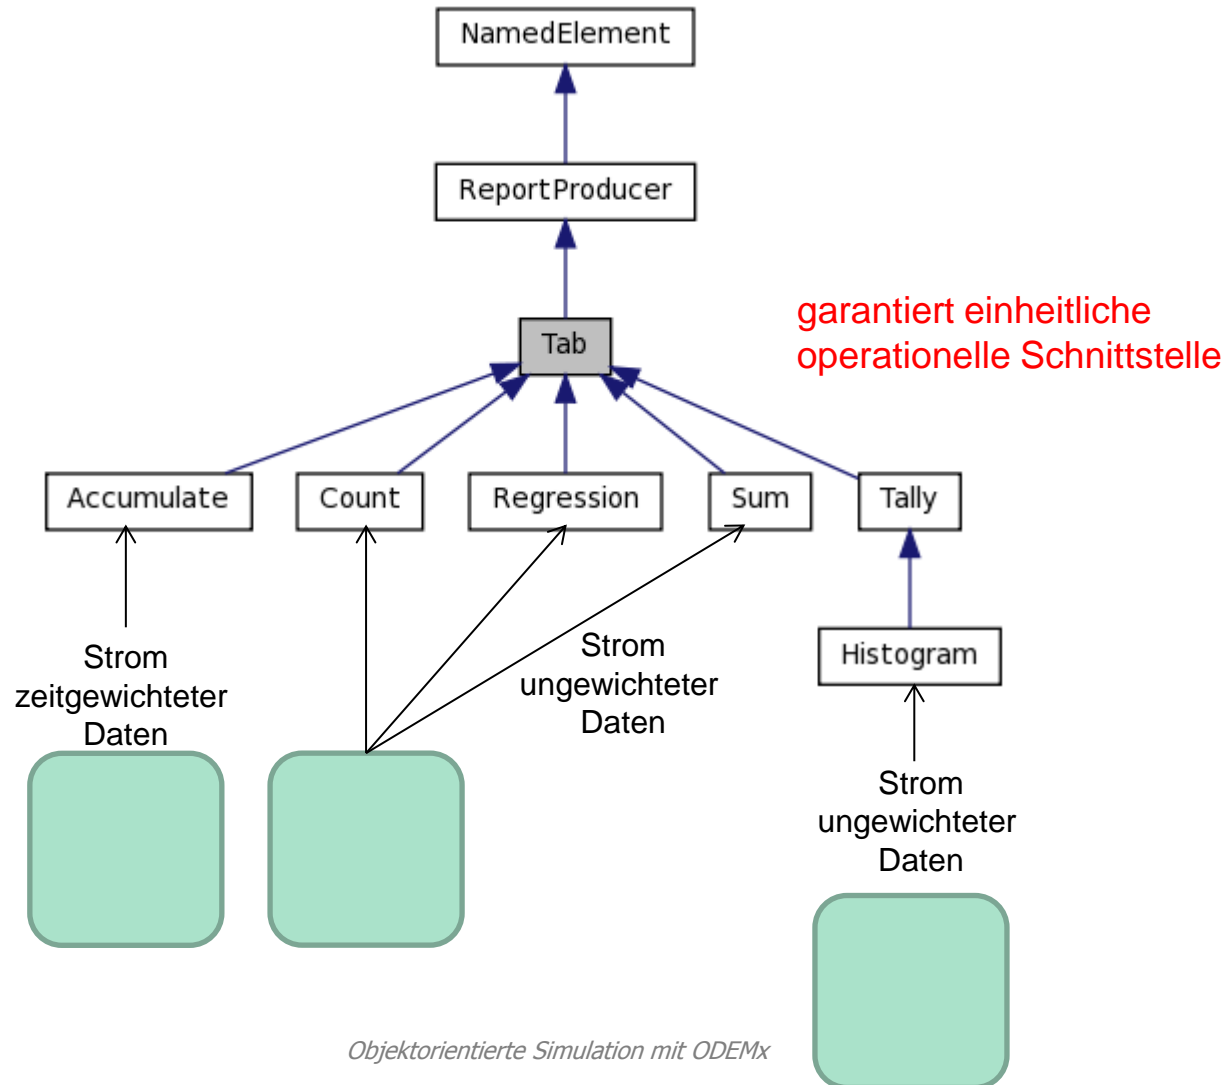 NamedElement
ReportProducer
garantiert einheitliche
operationelle Schnittstelle
Tab
Accumulate
Count
Regression
Sum
Tally
Strom
zeitgewichteter
Daten
Strom
ungewichteter
Daten
Histogram
Strom
ungewichteter
Daten
Objektorientierte Simulation mit ODEMx